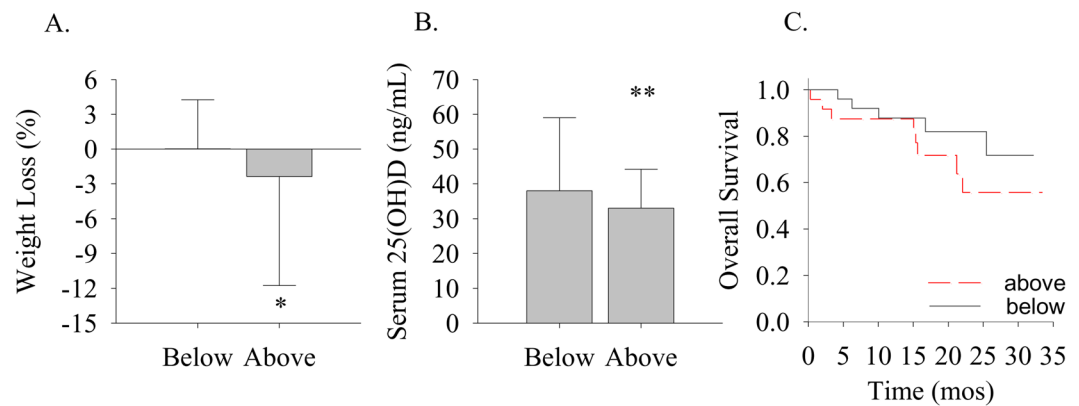 A.
Weight Loss (%)
6
3
0
-3
-6
-9
-12
-15
*
Below Above
B.
Serum 25(OH)D (ng/mL)
70
60
50
40
30
20
10
0
**
Below Above
C.
Overall Survival
1.0
0.8
0.6
0.4
0.2
0.0
above
below
0 5 10 15 20 25 30 35
Time (mos)